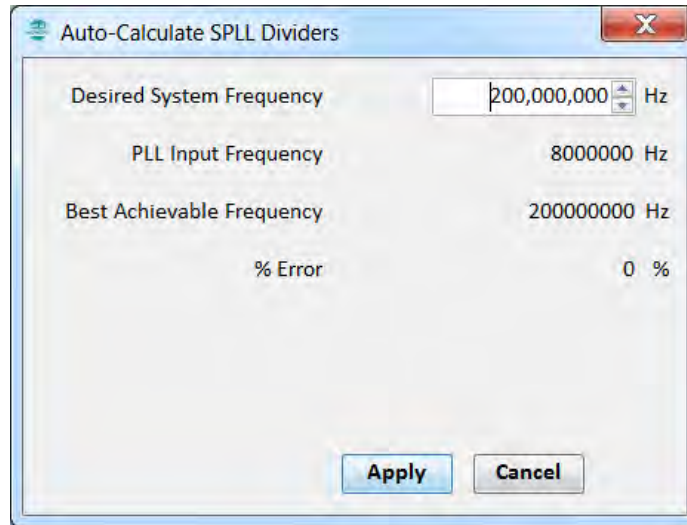 Auto-Calculate SPLL Dividers
Desired System Frequency 200,000,000 Hz
PLL Input Frequency 8000000 Hz
Best Achievable Frequency 200000000 Hz
% Error 0 %
Apply Cancel